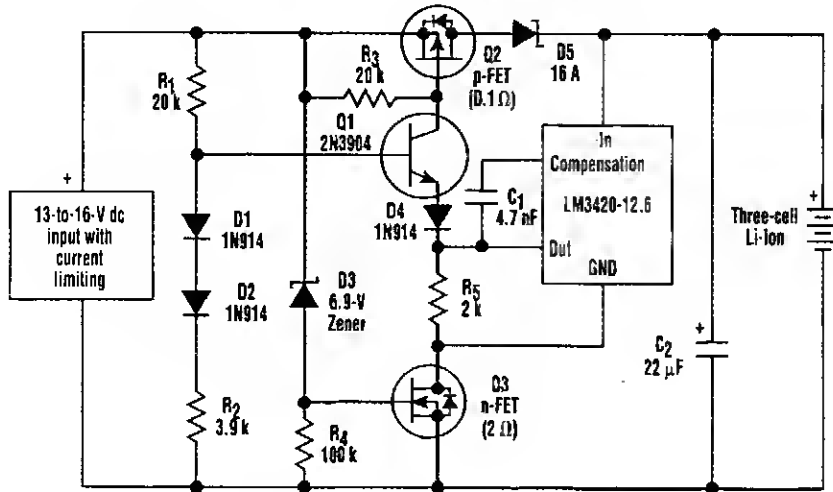 R1
20 k
R3
20 k
Q2
p-FET
(D.1 Ω)
D5
16 A
Q1
2N3904
In
Compensation
LM3420-12.6
Dut
GND
C1
4.7 nF
D4
1N914
+
13-to-16-V dc
input with
current
limiting
D1
1N914
D2
1N914
D3
6.9-V
Zener
R5
2 k
+
Three-cell
Li-Ion
+
C2
22 µF
R2
3.9 k
R4
100 k
Q3
n-FET
(2 Ω)